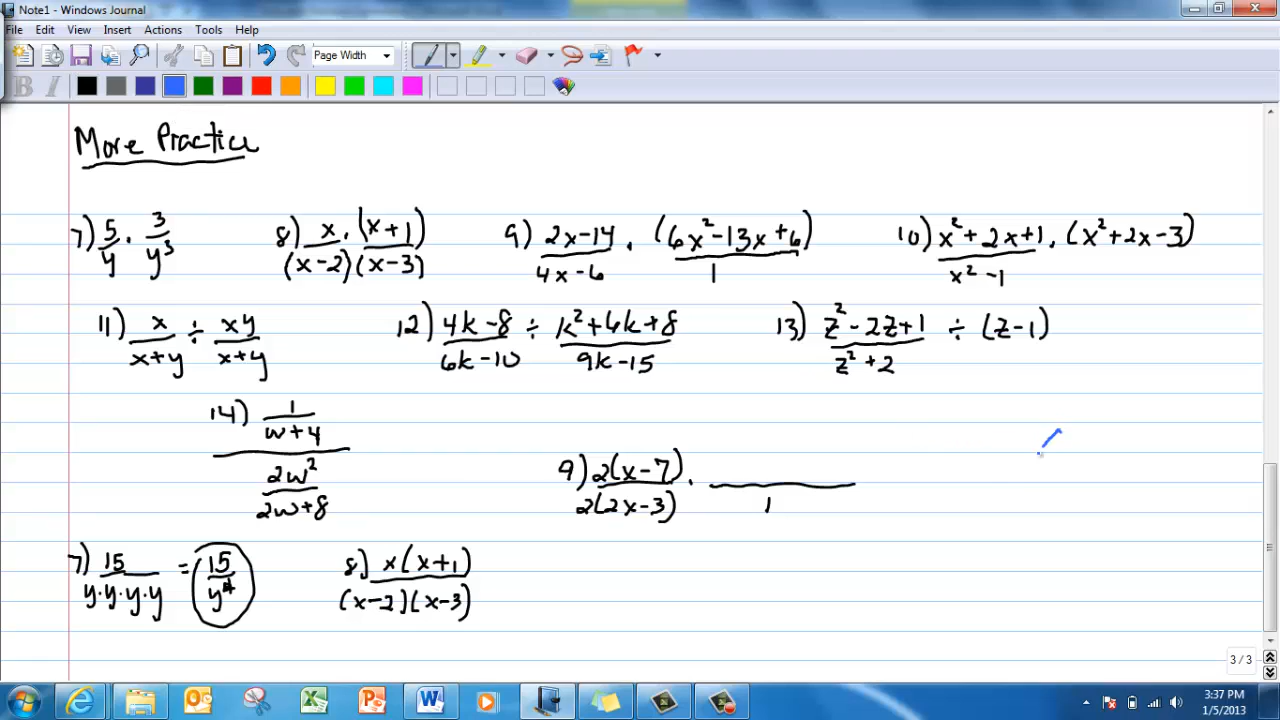 Note1 - Windows Journal
File Edit View Insert Actions Tools Help
Page Width
B I
More Practice
7) 5/y · 3/y³ 8) x/(x-2) · (x+1)/(x-3) 9) 2x-14/4x-6 · (6x²-13x+6)/1 10) x²+2x+1/x²-1 · (x²+2x-3)
11) x/x+y ÷ xy/x+y 12) 4k-8/6k-10 ÷ k²+6k+8/9k-15 13) z²-2z+1/z²+2 ÷ (z-1)
14) 1/w+4 / 2w²/2w+8 9) 2(x-7)/2(2x-3) · /1
7) 15/y·y·y·y = 15/y⁴ 8) x(x+1)/(x-2)(x-3)
3 / 3
3:37 PM
1/5/2013